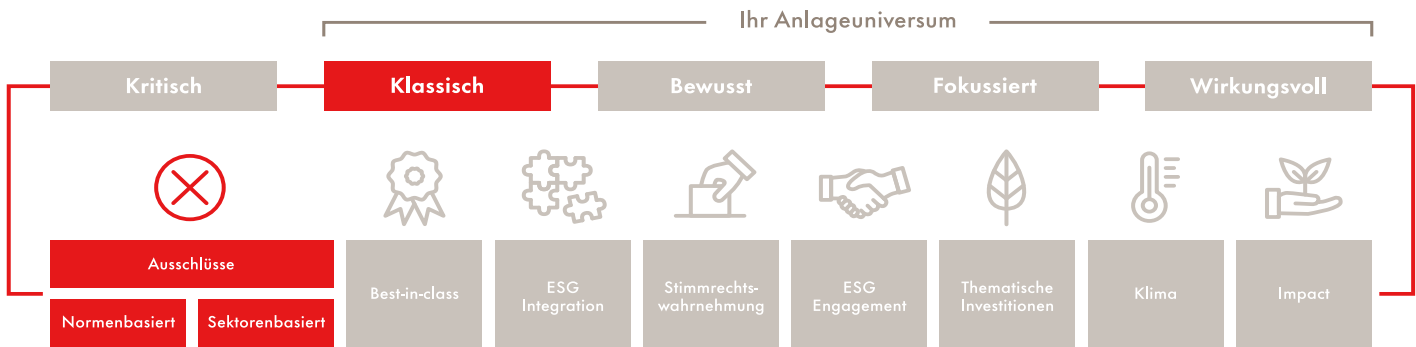 Ihr Anlageuniversum
Kritisch
Klassisch
Bewusst
Fokussiert
Wirkungsvoll
Ausschlüsse
Normenbasiert
Sektorenbasiert
Best-in-class
ESG
Integration
Stimmrechts-
wahrnehmung
ESG
Engagement
Thematische
Investitionen
Klima
Impact